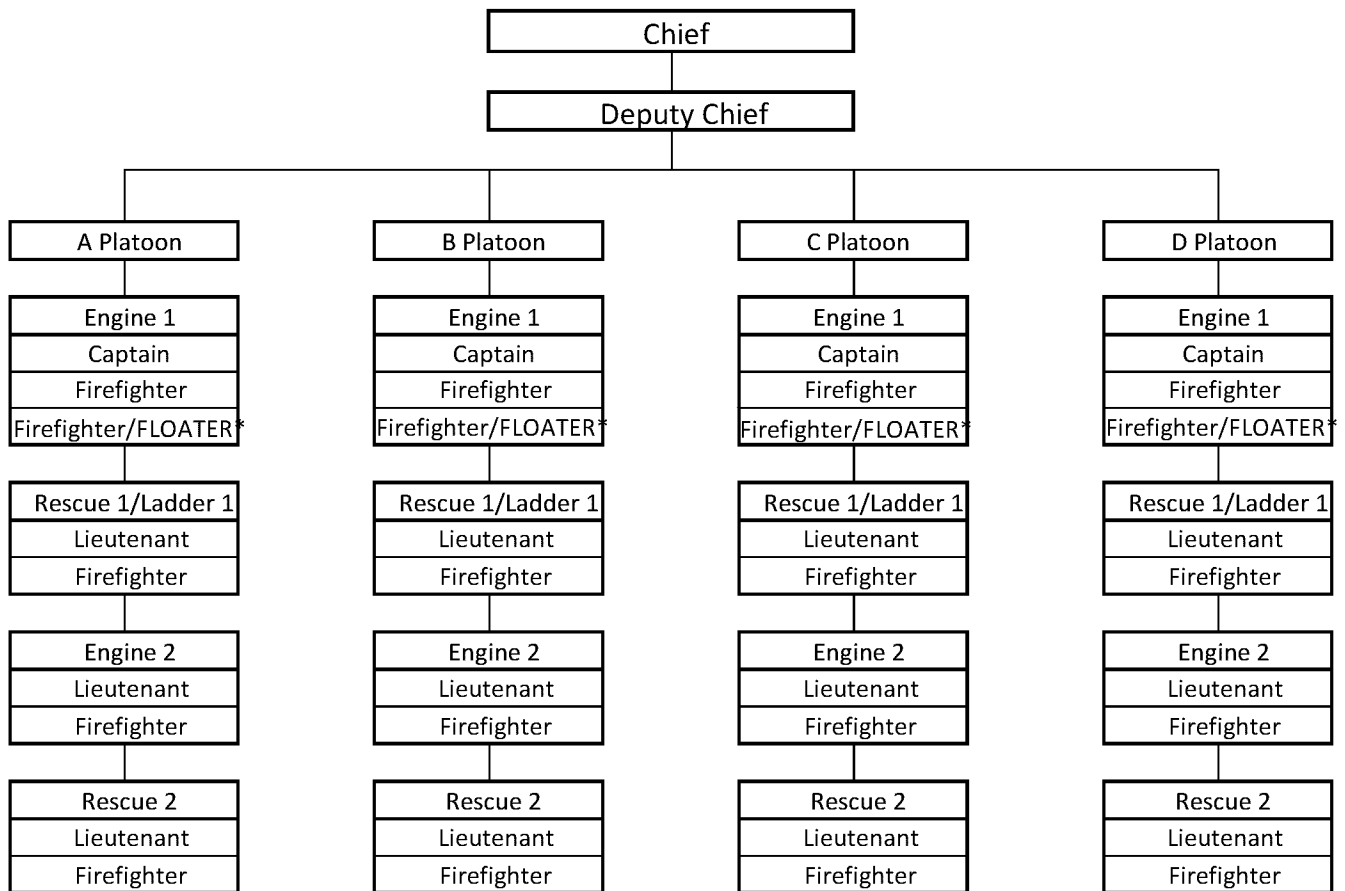 Chief
Deputy Chief
A Platoon
B Platoon
C Platoon
D Platoon
Engine 1
Engine 1
Engine 1
Engine 1
Captain
Captain
Captain
Captain
Firefighter
Firefighter
Firefighter
Firefighter
Firefighter/FLOATER*
Firefighter/FLOATER*
Firefighter/FLOATER*
Firefighter/FLOATER*
Rescue 1/Ladder 1
Rescue 1/Ladder 1
Rescue 1/Ladder 1
Rescue 1/Ladder 1
Lieutenant
Lieutenant
Lieutenant
Lieutenant
Firefighter
Firefighter
Firefighter
Firefighter
Engine 2
Engine 2
Engine 2
Engine 2
Lieutenant
Lieutenant
Lieutenant
Lieutenant
Firefighter
Firefighter
Firefighter
Firefighter
Rescue 2
Rescue 2
Rescue 2
Rescue 2
Lieutenant
Lieutenant
Lieutenant
Lieutenant
Firefighter
Firefighter
Firefighter
Firefighter